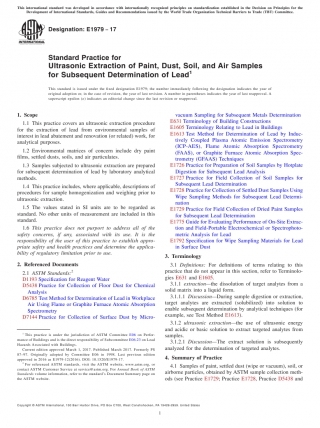 This international standard was developed in accordance with internationally recognized principles on standardization established in the Decision on Principles for the
Development of International Standards, Guides and Recommendations issued by the World Trade Organization Technical Barriers to Trade (TBT) Committee.
Designation: E1979 − 17
Standard Practice for
Ultrasonic Extraction of Paint, Dust, Soil, and Air Samples
for Subsequent Determination of Lead1
This standard is issued under the fixed designation E1979; the number immediately following the designation indicates the year of
original adoption or, in the case of revision, the year of last revision. A number in parentheses indicates the year of last reapproval. A
superscript epsilon (ε) indicates an editorial change since the last revision or reapproval.
1. Scope
1.1 This practice covers an ultrasonic extraction procedure
for the extraction of lead from environmental samples of
interest in lead abatement and renovation (or related) work, for
analytical purposes.
1.2 Environmental matrices of concern include dry paint
films, settled dusts, soils, and air particulates.
1.3 Samples subjected to ultrasonic extraction are prepared
for subsequent determination of lead by laboratory analytical
methods.
1.4 This practice includes, where applicable, descriptions of
procedures for sample homogenization and weighing prior to
ultrasonic extraction.
1.5 The values stated in SI units are to be regarded as
standard. No other units of measurement are included in this
standard.
1.6 This practice does not purport to address all of the
safety concerns, if any, associated with its use. It is the
responsibility of the user of this practice to establish appro-
priate safety and health practices and determine the applica-
bility of regulatory limitation prior to use.
2. Referenced Documents
2.1 ASTM Standards:2
D1193 Specification for Reagent Water
D5438 Practice for Collection of Floor Dust for Chemical
Analysis
D6785 Test Method for Determination of Lead in Workplace
Air Using Flame or Graphite Furnace Atomic Absorption
Spectrometry
D7144 Practice for Collection of Surface Dust by Micro-
1 This practice is under the jurisdiction of ASTM Committee E06 on Perfor-
mance of Buildings and is the direct responsibility of Subcommittee E06.23 on Lead
Hazards Associated with Buildings.
Current edition approved March 1, 2017. Published March 2017. Originally
approved by Committee E06 in 1998. Last previous edition
2 For referenced ASTM standards, visit the ASTM website, www.astm.org, or
contact ASTM Customer Service at service@astm.org. For Annual Book of ASTM
Standards volume information, refer to the standard's Document Summary page on
the ASTM website.
vacuum Sampling for Subsequent Metals Determination
E631 Terminology of Building Constructions
E1605 Terminology Relating to Lead in Buildings
E1613 Test Method for Determination of Lead by Induc-
tively Coupled Plasma Atomic Emission Spectrometry
(ICP-AES), Flame Atomic Absorption Spectrometry
(FAAS), or Graphite Furnace Atomic Absorption Spec-
trometry (GFAAS) Techniques
E1726 Practice for Preparation of Soil Samples by Hotplate
Digestion for Subsequent Lead Analysis
E1727 Practice for Field Collection of Soil Samples for
Subsequent Lead Determination
E1728 Practice for Collection of Settled Dust Samples Using
Wipe Sampling Methods for Subsequent Lead Determi-
nation
E1729 Practice for Field Collection of Dried Paint Samples
for Subsequent Lead Determination
E1775 Guide for Evaluating Performance of On-Site Extrac-
tion and Field-Portable Electrochemical or Spectrophoto-
metric Analysis for Lead
E1792 Specification for Wipe Sampling Materials for Lead
in Surface Dust
3. Terminology
3.1 Definitions: For definitions of terms relating to this
practice that do not appear in this section, refer to Terminolo-
gies E631 and E1605.
3.1.1 extraction—the dissolution of target analytes from a
solid matrix into a liquid form.
3.1.1.1 Discussion—During sample digestion or extraction,
target analytes are extracted (solubilized) into solution to
enable subsequent determination by analytical techniques (for
example, see Test Method E1613).
3.1.2 ultrasonic extraction—the use of ultrasonic energy
and acidic or basic solution to extract targeted analytes from
samples.
3.1.2.1 Discussion—The extract solution is subsequently
analyzed for the determination of targeted analytes.
4. Summary of Practice
4.1 Samples of paint, settled dust (wipe or vacuum), soil, or
airborne particles, obtained by ASTM sample collection meth-
ods (see Practice E1729; Practice E1728, Practice D5438 and
Copyright © ASTM International, 100 Barr Harbor Drive, PO Box C700, West Conshohocken, PA 19428-2959. United States
1